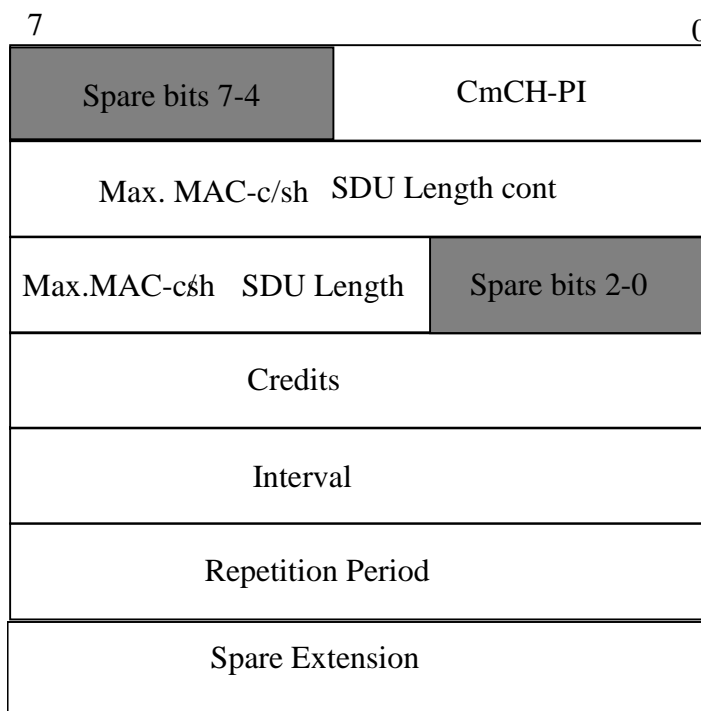 7 0
Spare bits 7-4 CmCH-PI
Max. MAC-c/sh SDU Length cont
Max.MAC-c/sh SDU Length Spare bits 2-0
Credits
Interval
Repetition Period
Spare Extension